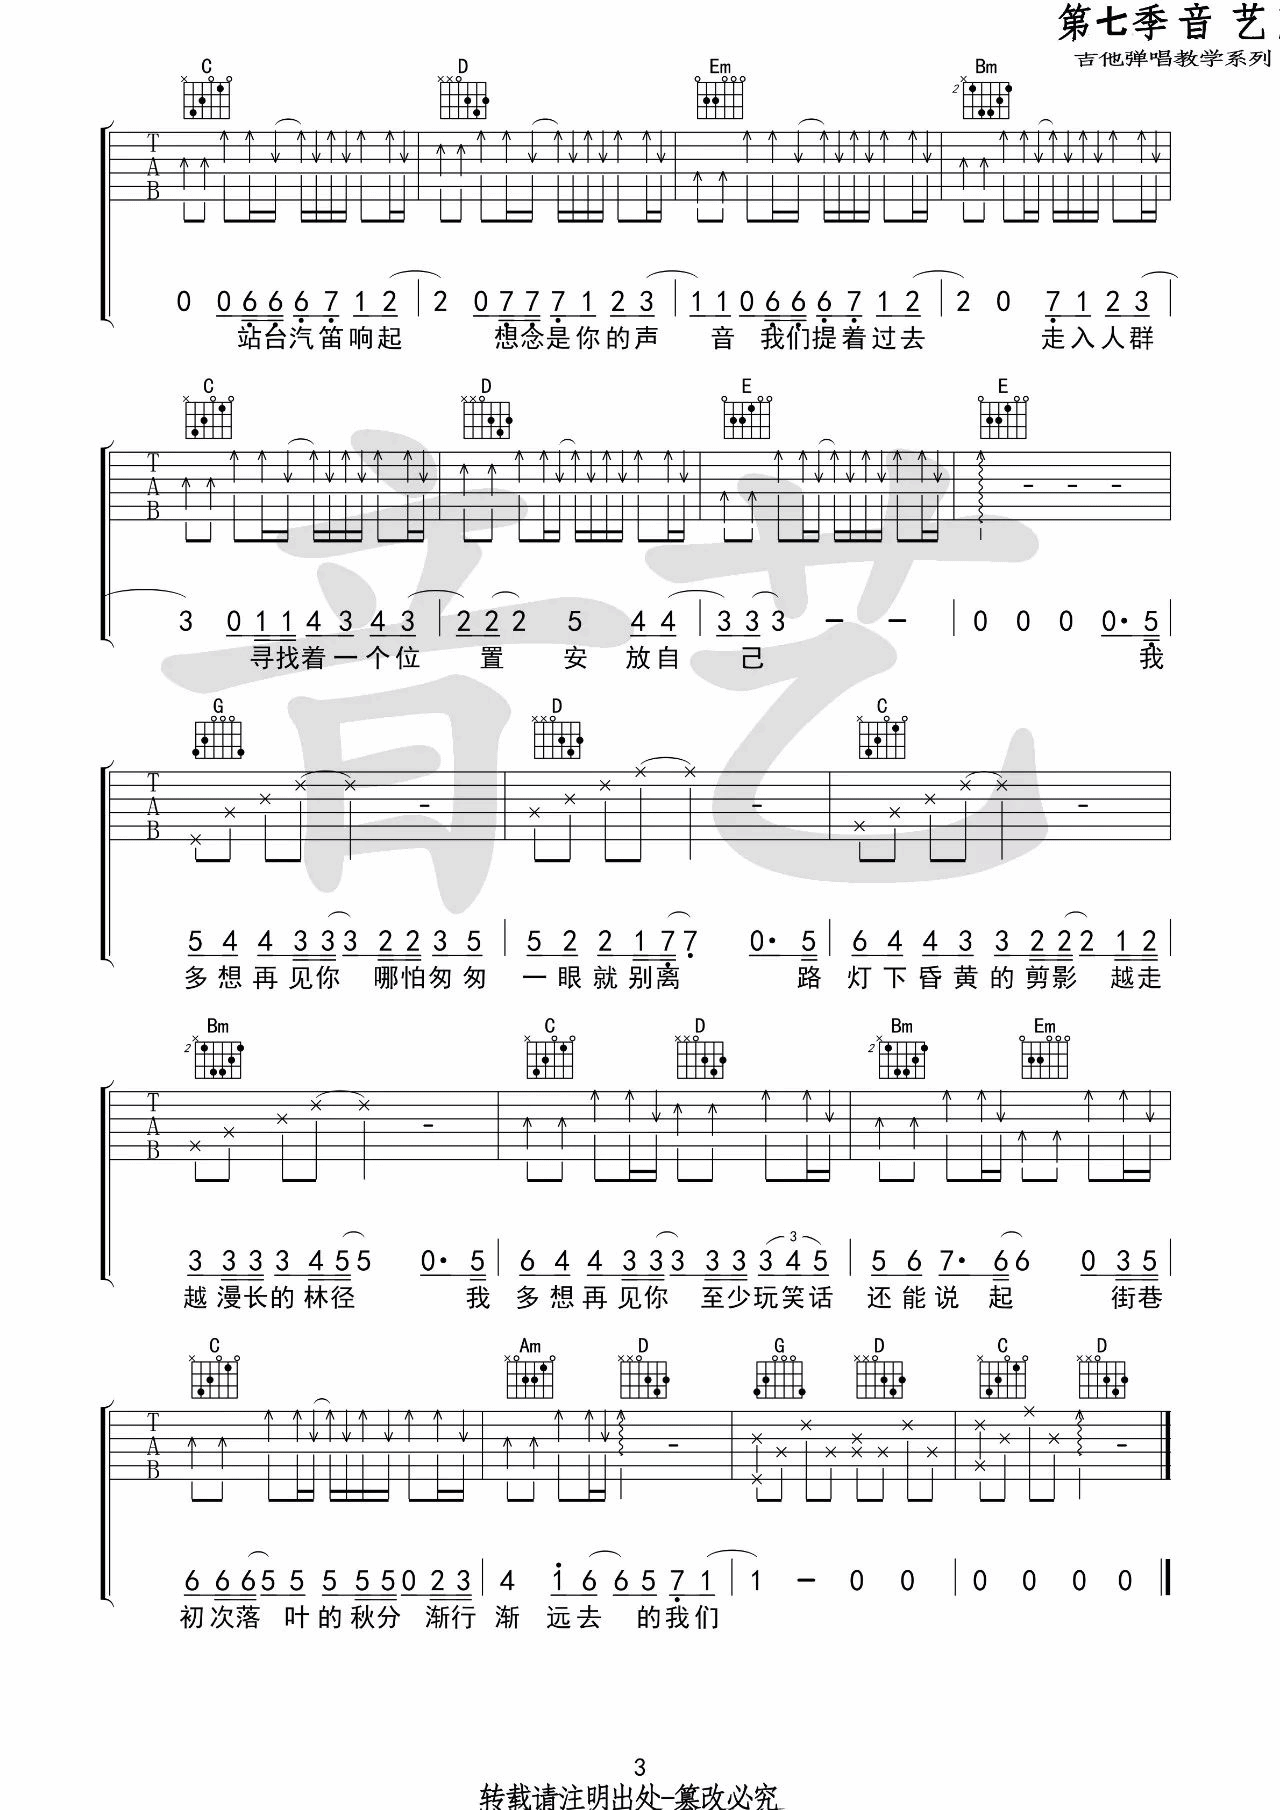 第七季音艺
吉他弹唱教学系列
C D Em Bm
2
T
A
B
0 0 6 6 6 7 1 2 2 0 7 7 7 1 2 3 1 1 0 6 6 6 7 1 2 2 0 7 1 2 3
站台汽笛响起 想念是你的声 音 我们提着过去 走入人群
C D E E
T
A
B
3 0 1 1 4 3 4 3 2 2 2 5 4 4 3 3 3 – – 0 0 0 0· 5
寻找着一个位 置 安 放自 己 我
音艺
G D C
T
A
B
5 4 4 3 3 3 2 2 3 5 5 2 2 1 7 7 0· 5 6 4 4 3 3 2 2 2 1 2
多想再见你 哪怕匆匆 一眼就别离 路 灯下昏黄的剪影 越走
Bm C D Bm Em
2 2
T
A
B
3 3 3 3 4 5 5 0· 5 6 4 4 3 3 3 3 3 3 4 5 5 6 7· 6 6 0 3 5
3
越漫长的林径 我 多想再见你 至少玩笑话 还能说 起 街巷
C Am D G D C D
T
A
B
6 6 6 5 5 5 5 5 0 2 3 4 1 6 6 5 7 1 1 – 0 0 0 0 0 0
初次落 叶的秋分 渐行 渐 远去 的我们
3
转载请注明出处-篡改必究